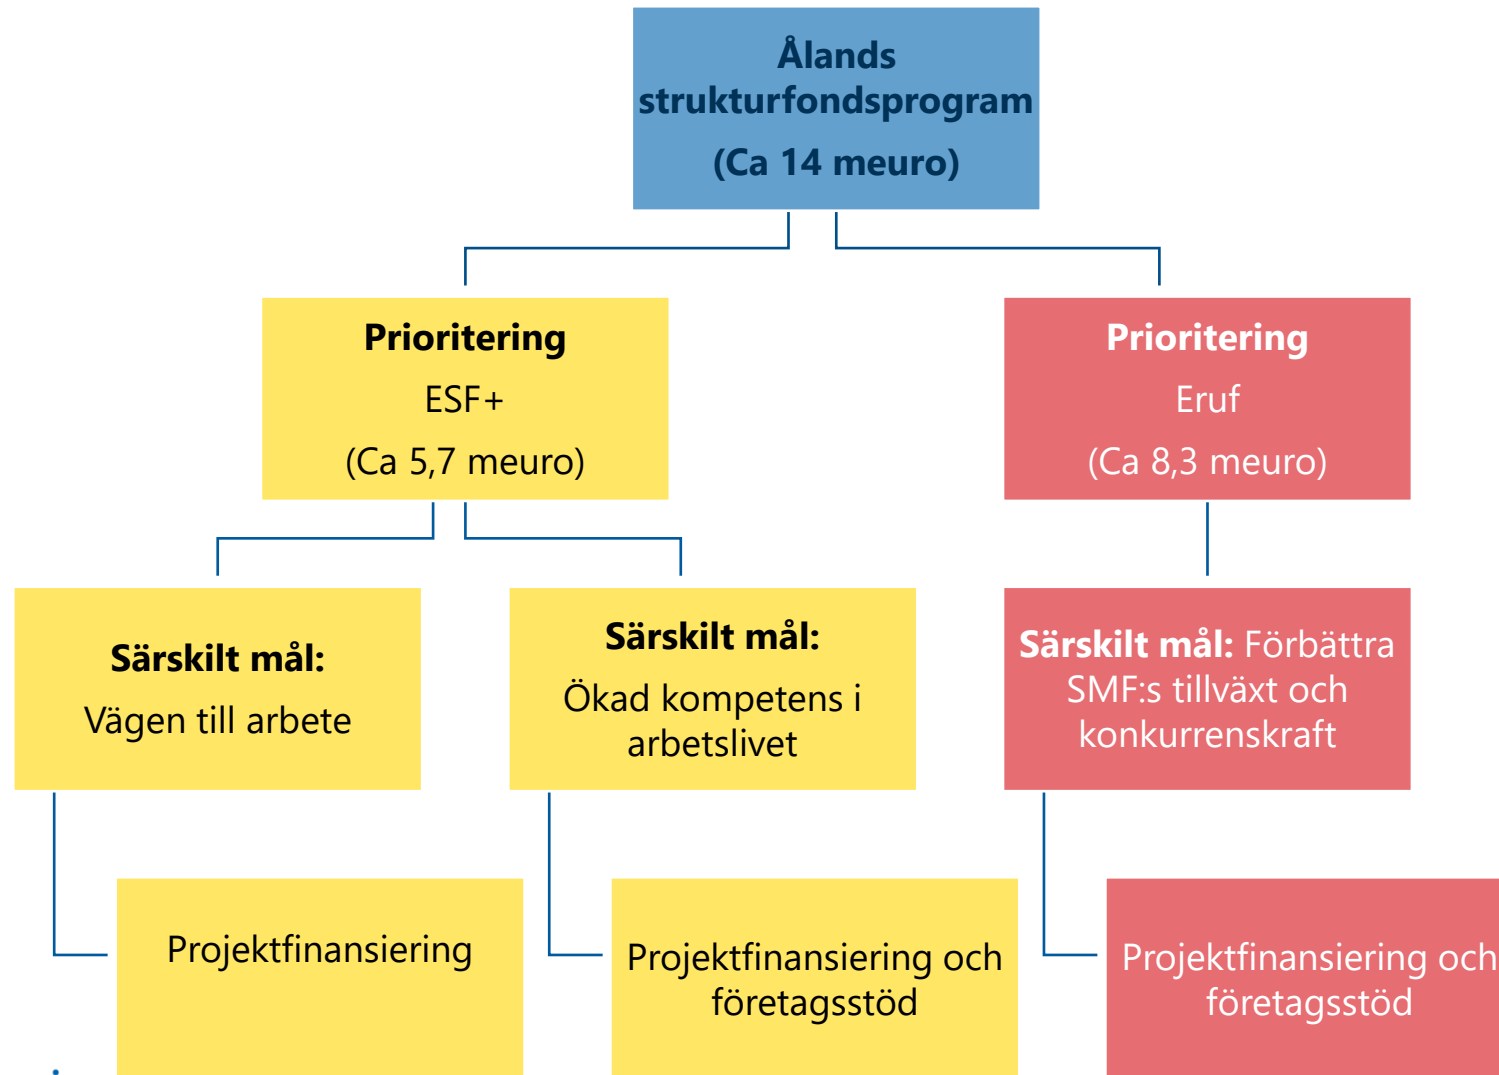 Ålands
strukturfondsprogram
(Ca 14 meuro)
Prioritering
ESF+
(Ca 5,7 meuro)
Prioritering
Eruf
(Ca 8,3 meuro)
Särskilt mål:
Vägen till arbete
Särskilt mål:
Ökad kompetens i
arbetslivet
Särskilt mål: Förbättra
SMF:s tillväxt och
konkurrenskraft
Projektfinansiering
Projektfinansiering och
företagsstöd
Projektfinansiering och
företagsstöd